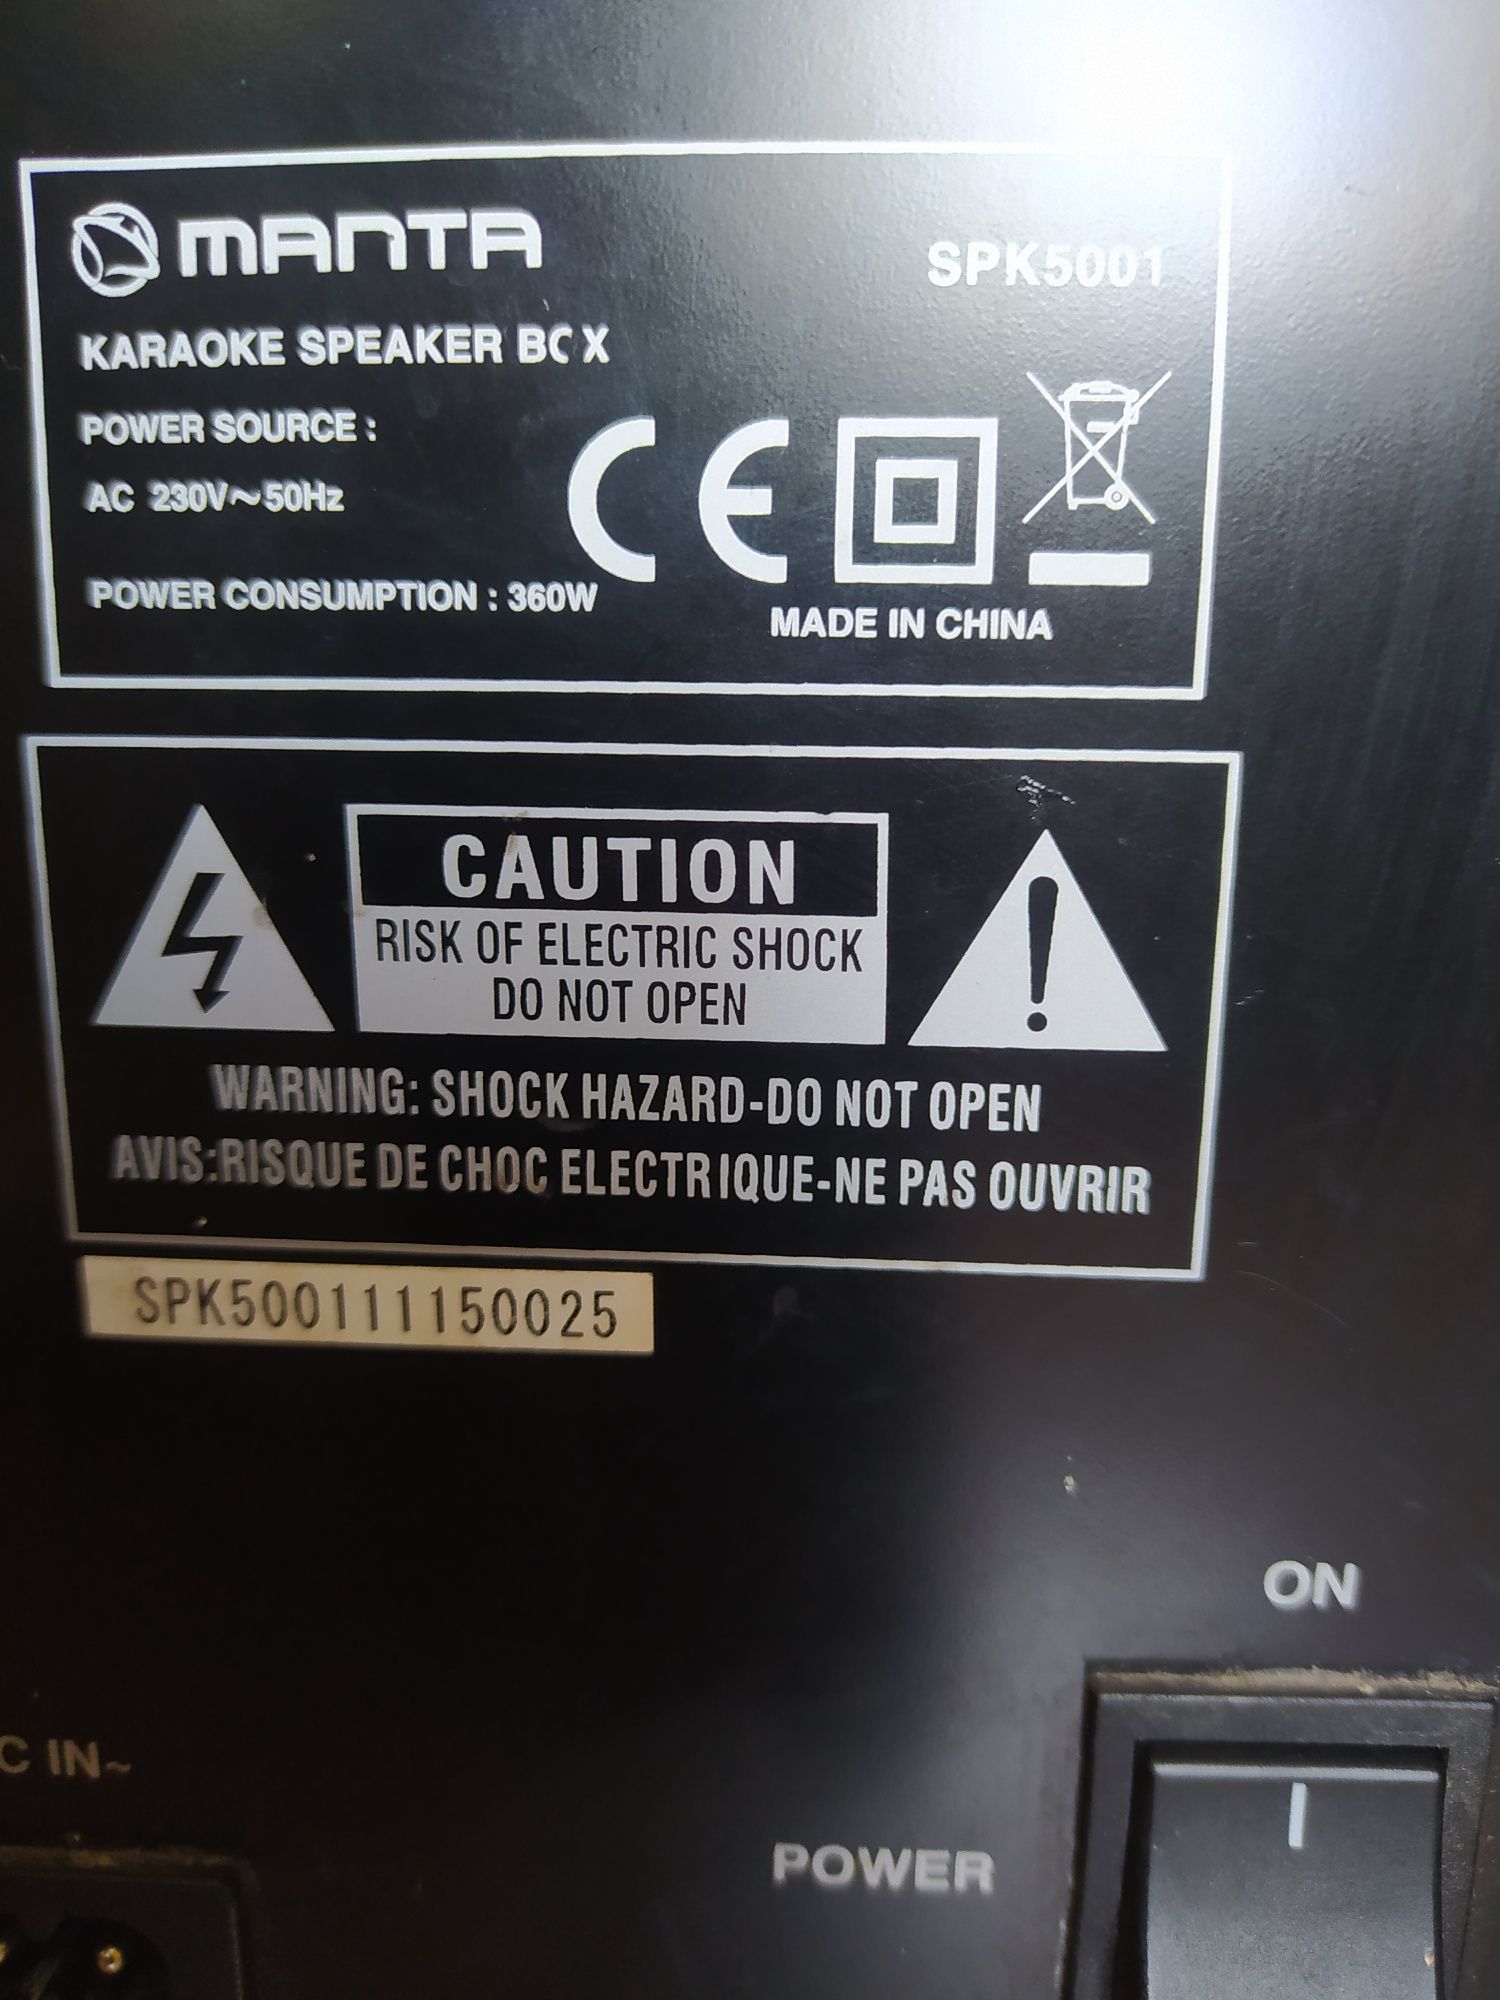 MANTA
SPK5001
KARAOKE SPEAKER BOX
POWER SOURCE :
AC 230V~50Hz
CE
POWER CONSUMPTION : 360W
MADE IN CHINA
CAUTION
RISK OF ELECTRIC SHOCK
DO NOT OPEN
WARNING: SHOCK HAZARD-DO NOT OPEN
AVIS:RISQUE DE CHOC ELECTRIQUE-NE PAS OUVRIR
SPK500111150025
ON
C IN~
POWER